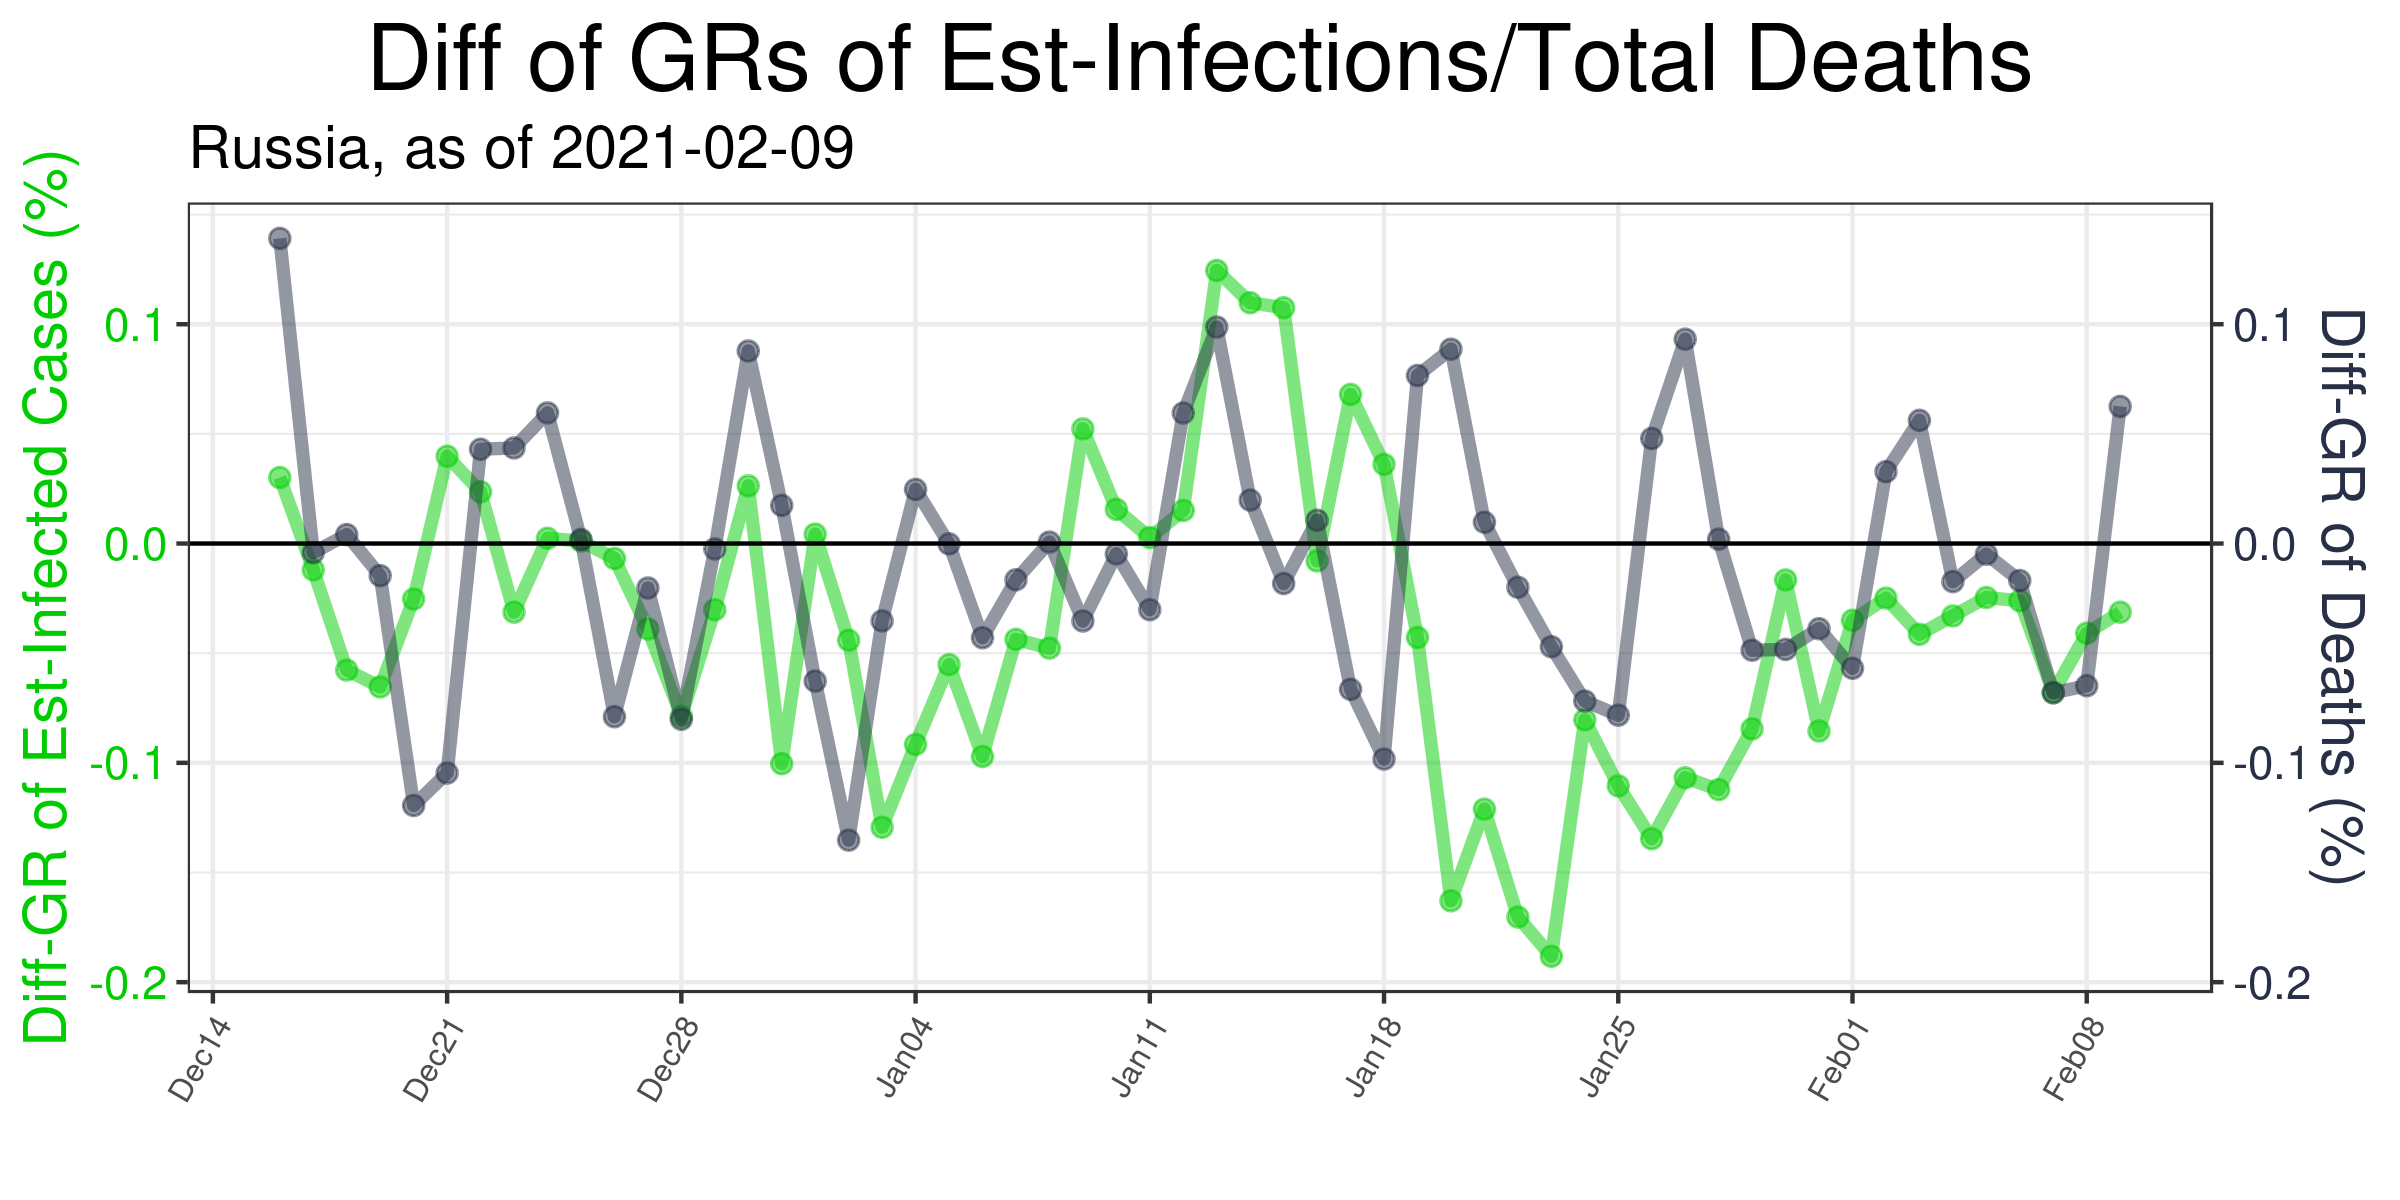 Diff of GRs of Est-Infections/Total Deaths
Russia, as of 2021-02-09
Diff-GR of Est-Infected Cases (%)
0.1
0.0
-0.1
-0.2
0.1
0.0
-0.1
-0.2
Diff-GR of Deaths (%)
Dec14
Dec21
Dec28
Jan04
Jan11
Jan18
Jan25
Feb01
Feb08